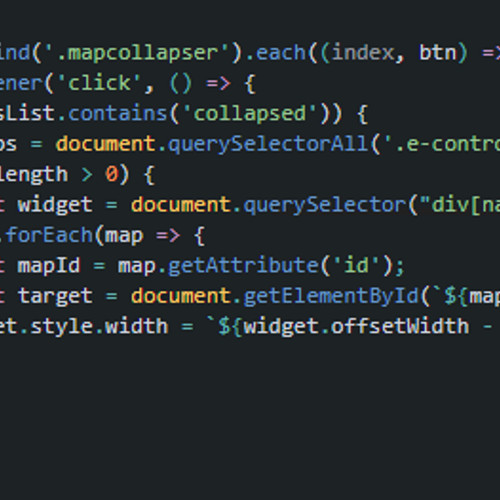 ind('.mapcollapser').each((index, btn) =>
ener('click', () => {
sList.contains('collapsed')) {
os = document.querySelectorAll('.e-contro
length > 0) {
t widget = document.querySelector("div[na
.forEach(map => {
t mapId = map.getAttribute('id');
t target = document.getElementById(`${map
et.style.width = `${widget.offsetWidth -